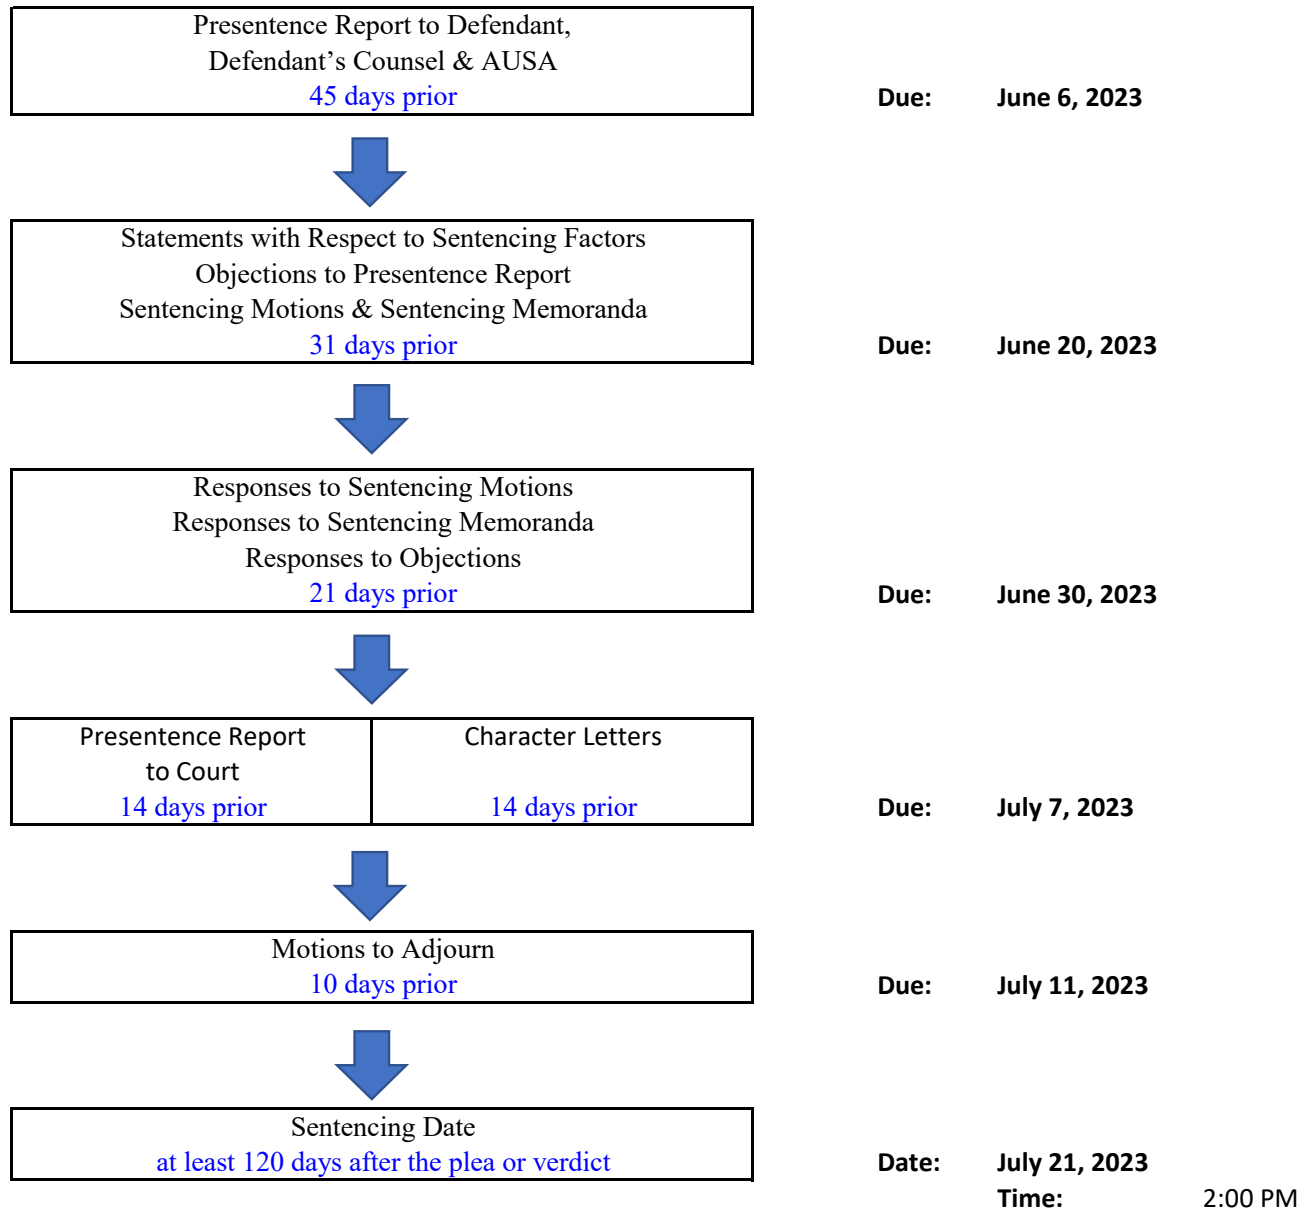 Presentence Report to Defendant,
Defendant’s Counsel & AUSA
45 days prior
Due: June 6, 2023
Statements with Respect to Sentencing Factors
Objections to Presentence Report
Sentencing Motions & Sentencing Memoranda
31 days prior
Due: June 20, 2023
Responses to Sentencing Motions
Responses to Sentencing Memoranda
Responses to Objections
21 days prior
Due: June 30, 2023
Presentence Report
to Court
14 days prior
Character Letters
14 days prior
Due: July 7, 2023
Motions to Adjourn
10 days prior
Due: July 11, 2023
Sentencing Date
at least 120 days after the plea or verdict
Date: July 21, 2023
Time: 2:00 PM